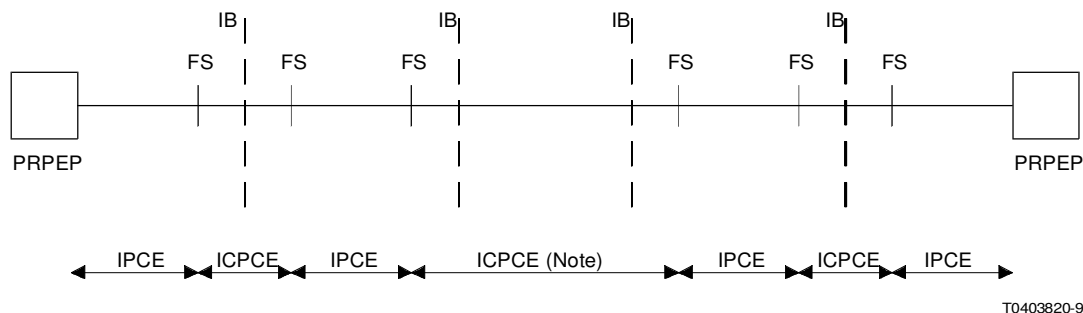 IB IB IB IB
FS FS FS FS FS FS
PRPEP PRPEP
IPCE ICPCE IPCE ICPCE (Note) IPCE ICPCE IPCE
T0403820-9